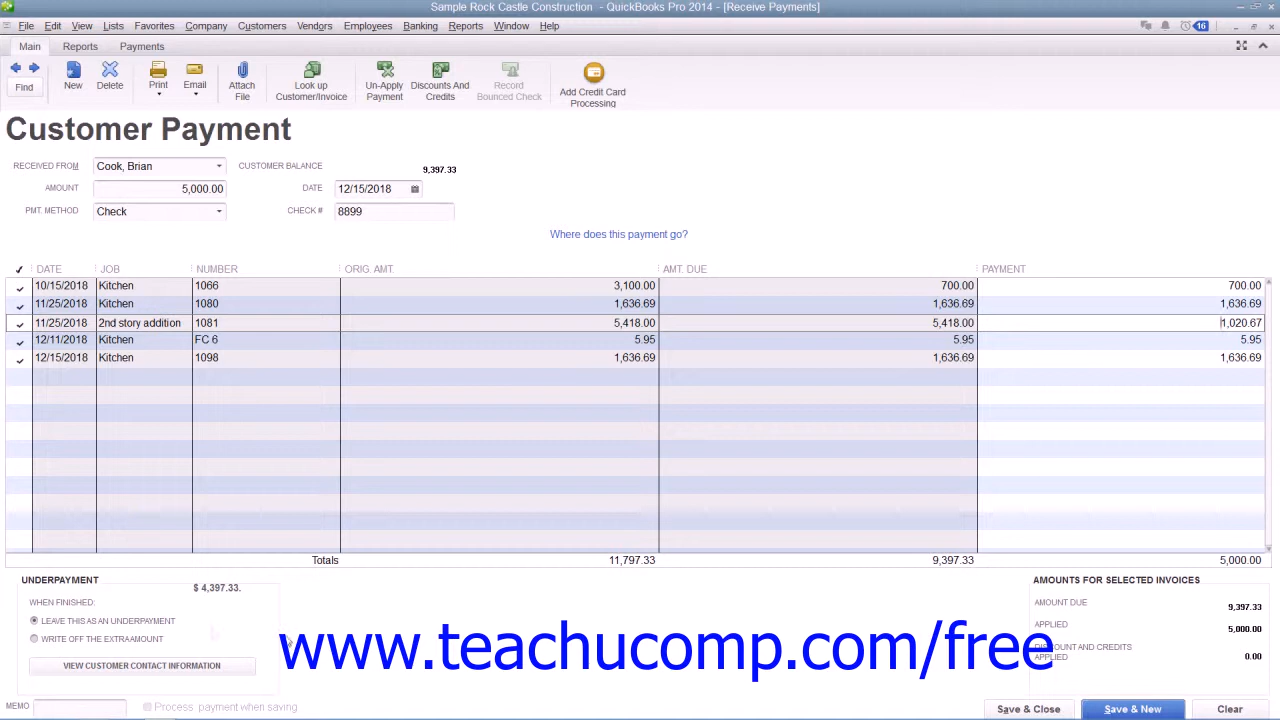 Sample Rock Castle Construction - QuickBooks Pro 2014 - [Receive Payments]
File Edit View Lists Favorites Company Customers Vendors Employees Banking Reports Window Help 16
Main Reports Payments
Find New Delete Print Email Attach File Look up Customer/Invoice Un-Apply Payment Discounts And Credits Record Bounced Check Add Credit Card Processing
Customer Payment
RECEIVED FROM Cook, Brian CUSTOMER BALANCE 9,397.33
AMOUNT 5,000.00 DATE 12/15/2018
PMT. METHOD Check CHECK # 8899
Where does this payment go?
DATE JOB NUMBER ORIG. AMT. AMT. DUE PAYMENT
10/15/2018 Kitchen 1066 3,100.00 700.00 700.00
11/25/2018 Kitchen 1080 1,636.69 1,636.69 1,636.69
11/25/2018 2nd story addition 1081 5,418.00 5,418.00 1,020.67
12/11/2018 Kitchen FC 6 5.95 5.95 5.95
12/15/2018 Kitchen 1098 1,636.69 1,636.69 1,636.69
Totals 11,797.33 9,397.33 5,000.00
UNDERPAYMENT $ 4,397.33.
WHEN FINISHED:
LEAVE THIS AS AN UNDERPAYMENT
WRITE OFF THE EXTRA AMOUNT
VIEW CUSTOMER CONTACT INFORMATION
AMOUNTS FOR SELECTED INVOICES
AMOUNT DUE 9,397.33
APPLIED 5,000.00
DISCOUNT AND CREDITS APPLIED 0.00
www.teachucomp.com/free
MEMO Process payment when saving Save & Close Save & New Clear